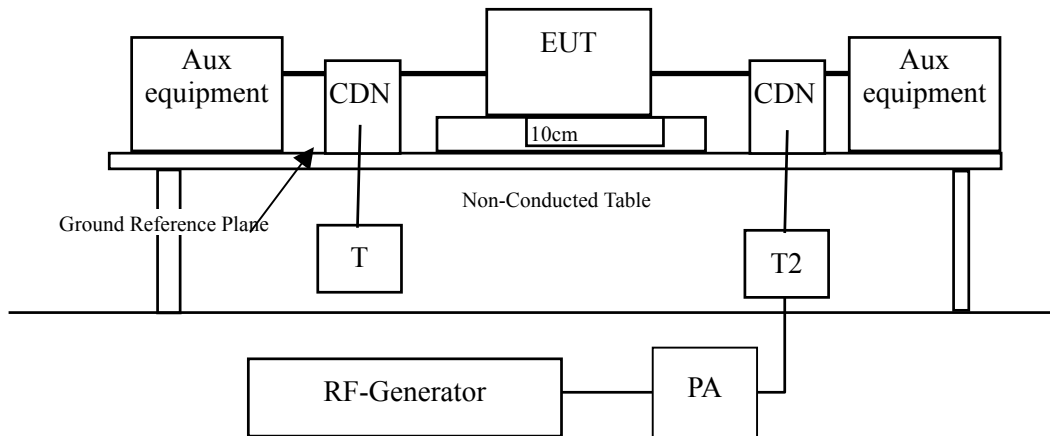 Aux
equipment
CDN
EUT
CDN
Aux
equipment
10cm
Non-Conducted Table
Ground Reference Plane
T
T2
RF-Generator
PA